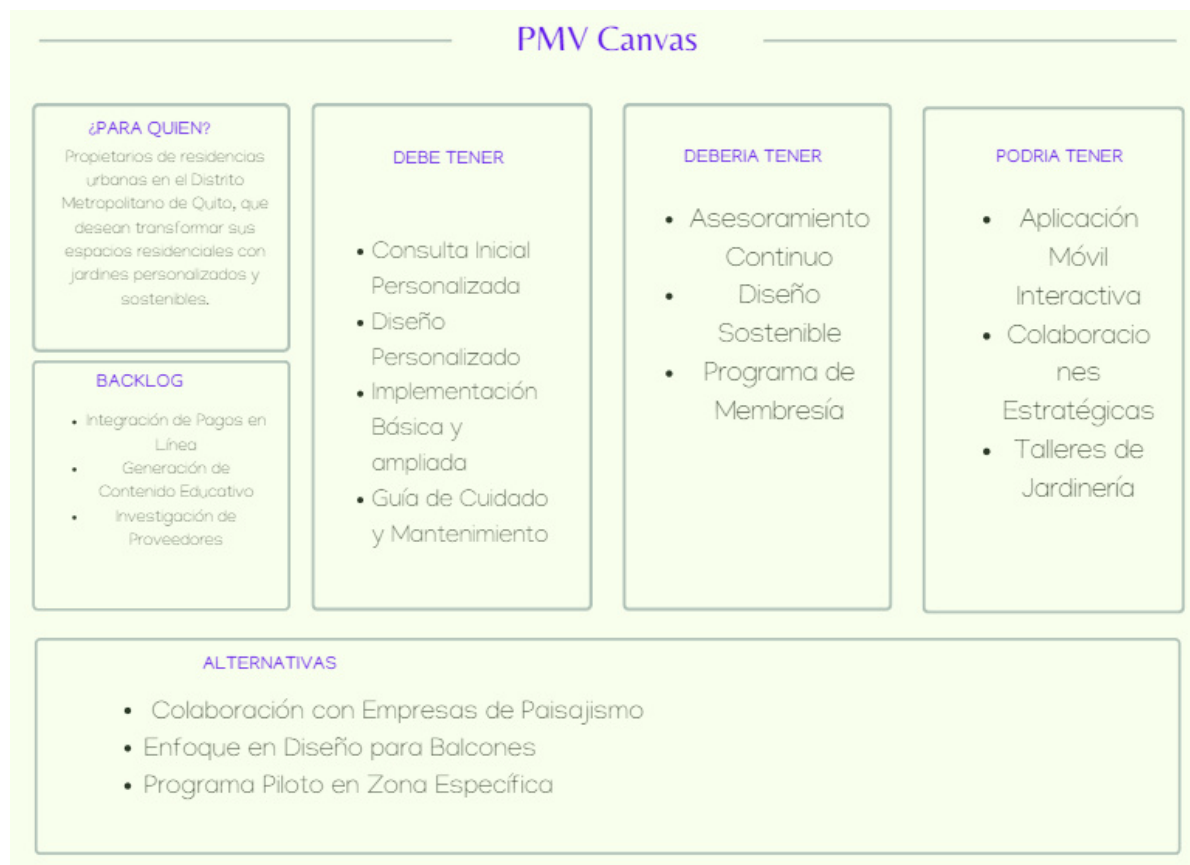 PMV Canvas
¿PARA QUIEN?
Propietarios de residencias
urbanas en el Distrito
Metropolitano de Quito, que
desean transformar sus
espacios residenciales con
jardines personalizados y
sostenibles.
BACKLOG
• Integración de Pagos en
Línea
• Generación de
Contenido Educativo
• Investigación de
Proveedores
DEBE TENER
• Consulta Inicial
Personalizada
• Diseño
Personalizado
• Implementación
Básica y
ampliada
• Guía de Cuidado
y Mantenimiento
DEBERIA TENER
• Asesoramiento
Continuo
• Diseño
Sostenible
• Programa de
Membresía
PODRIA TENER
• Aplicación
Móvil
Interactiva
• Colaboracio
nes
Estratégicas
• Talleres de
Jardinería
ALTERNATIVAS
• Colaboración con Empresas de Paisajismo
• Enfoque en Diseño para Balcones
• Programa Piloto en Zona Específica